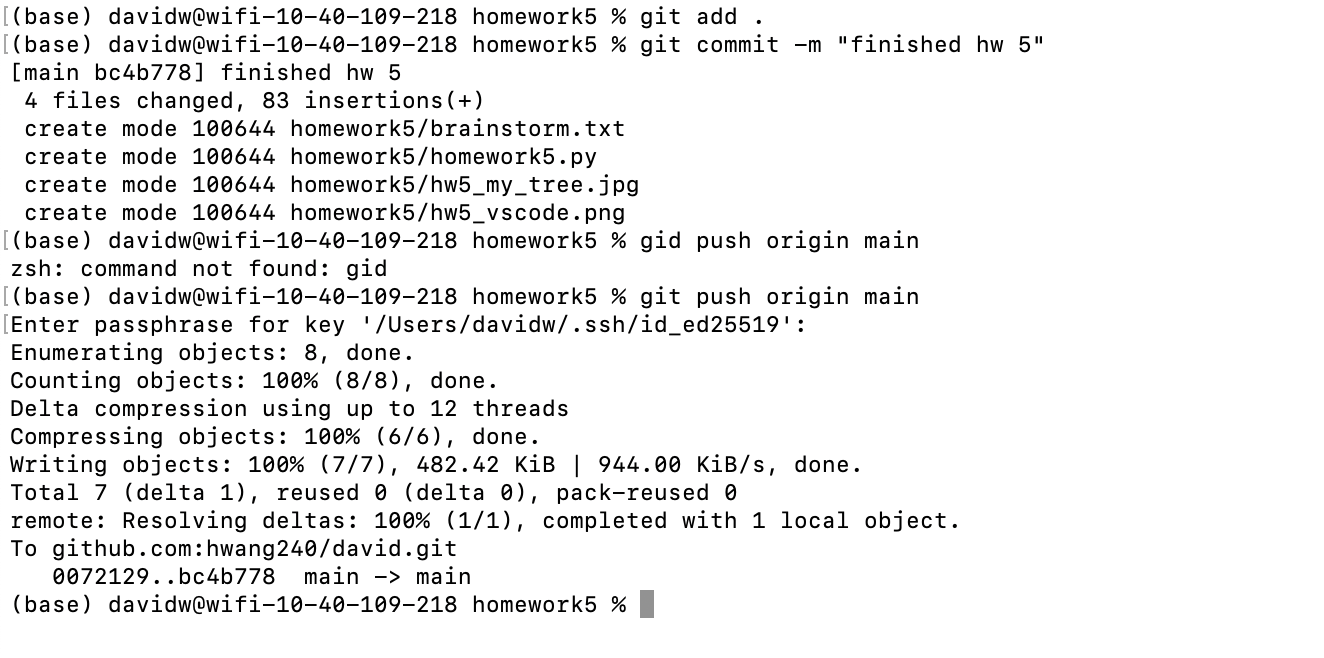 [(base) davidw@wifi-10-40-109-218 homework5 % git add .
[(base) davidw@wifi-10-40-109-218 homework5 % git commit -m "finished hw 5"
[main bc4b778] finished hw 5
 4 files changed, 83 insertions(+)
 create mode 100644 homework5/brainstorm.txt
 create mode 100644 homework5/homework5.py
 create mode 100644 homework5/hw5_my_tree.jpg
 create mode 100644 homework5/hw5_vscode.png
[(base) davidw@wifi-10-40-109-218 homework5 % gid push origin main
zsh: command not found: gid
[(base) davidw@wifi-10-40-109-218 homework5 % git push origin main
[Enter passphrase for key '/Users/davidw/.ssh/id_ed25519':
Enumerating objects: 8, done.
Counting objects: 100% (8/8), done.
Delta compression using up to 12 threads
Compressing objects: 100% (6/6), done.
Writing objects: 100% (7/7), 482.42 KiB | 944.00 KiB/s, done.
Total 7 (delta 1), reused 0 (delta 0), pack-reused 0
remote: Resolving deltas: 100% (1/1), completed with 1 local object.
To github.com:hwang240/david.git
   0072129..bc4b778  main -> main
(base) davidw@wifi-10-40-109-218 homework5 %